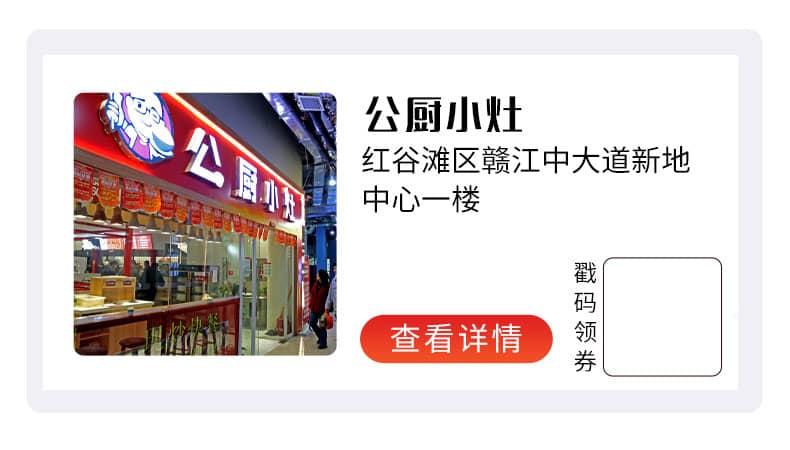 公厨小灶
公厨小灶
红谷滩区赣江中大道新地
中心一楼
戳码领券
查看详情